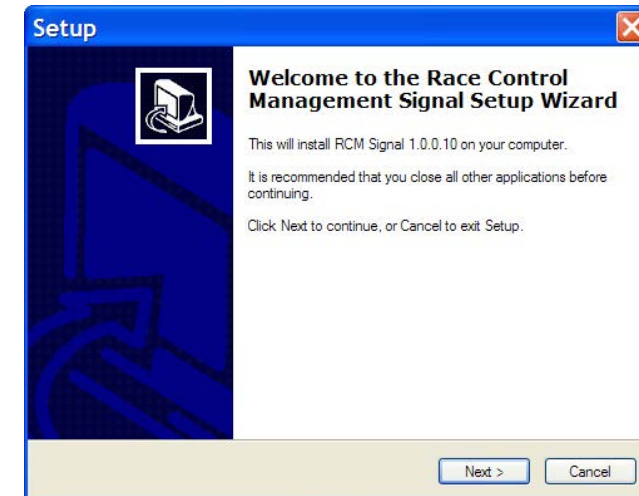 Setup
Welcome to the Race Control
Management Signal Setup Wizard
This will install RCM Signal 1.0.0.10 on your computer.
It is recommended that you close all other applications before
continuing.
Click Next to continue, or Cancel to exit Setup.
Next >
Cancel